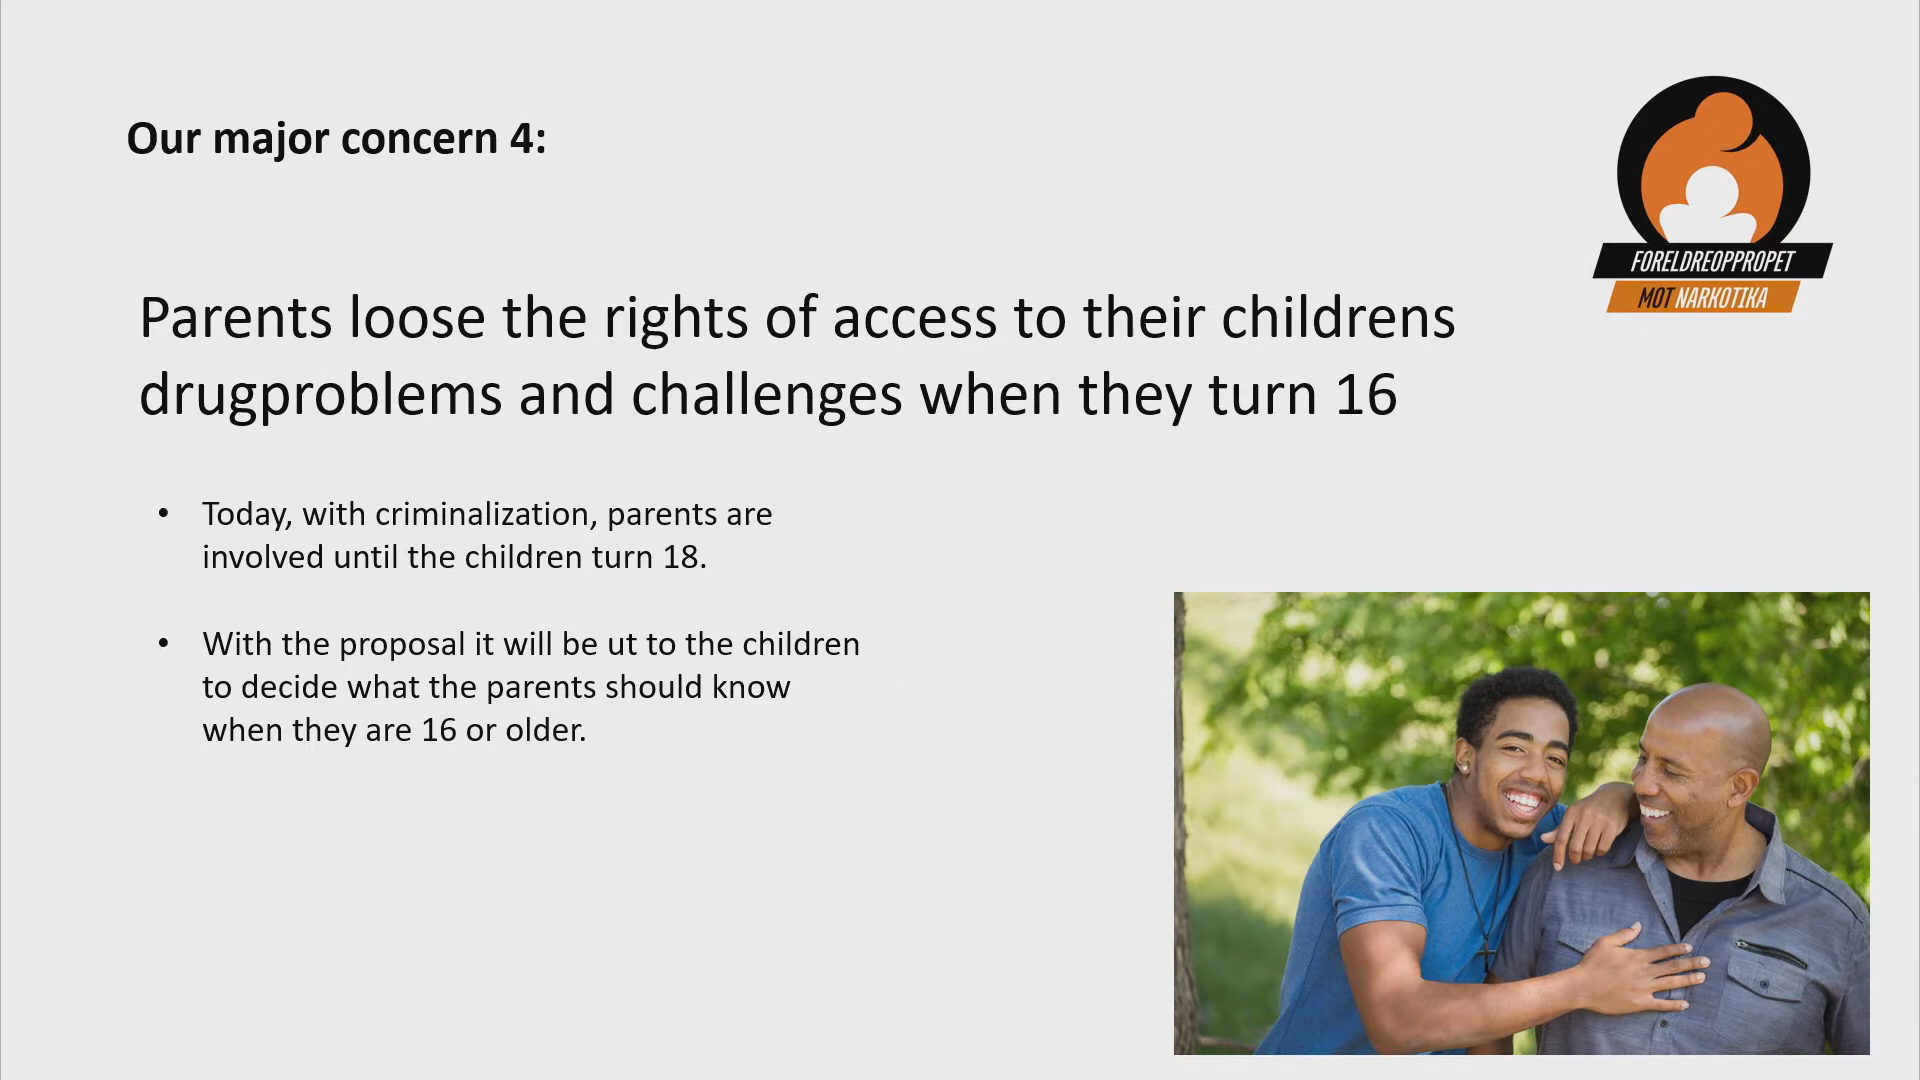 Our major concern 4:
FORELDREOPPROPET
MOT NARKOTIKA
Parents loose the rights of access to their childrens
drugproblems and challenges when they turn 16
• Today, with criminalization, parents are
involved until the children turn 18.
• With the proposal it will be ut to the children
to decide what the parents should know
when they are 16 or older.